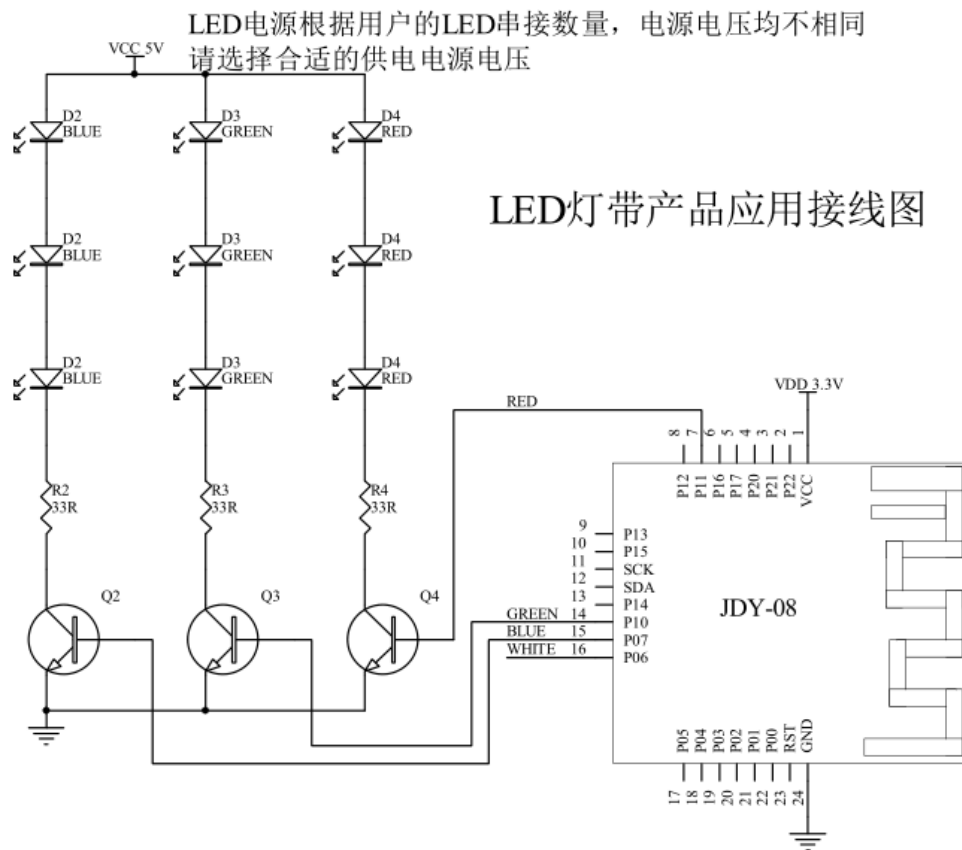 LED电源根据用户的LED串接数量，电源电压均不相同
请选择合适的供电电源电压
VCC 5V
D2
BLUE
D3
GREEN
D4
RED
LED灯带产品应用接线图
D2
BLUE
D3
GREEN
D4
RED
D2
BLUE
D3
GREEN
D4
RED
VDD 3.3V
RED
8
7
6
5
4
3
2
1
P12
P11
P16
P17
P20
P21
P22
VCC
R2
33R
R3
33R
R4
33R
9
P13
10
P15
11
SCK
12
SDA
13
P14
GREEN
14
P10
BLUE
15
P07
WHITE
16
P06
JDY-08
Q2
Q3
Q4
P05
P04
P03
P02
P01
P00
RST
GND
17
18
19
20
21
22
23
24